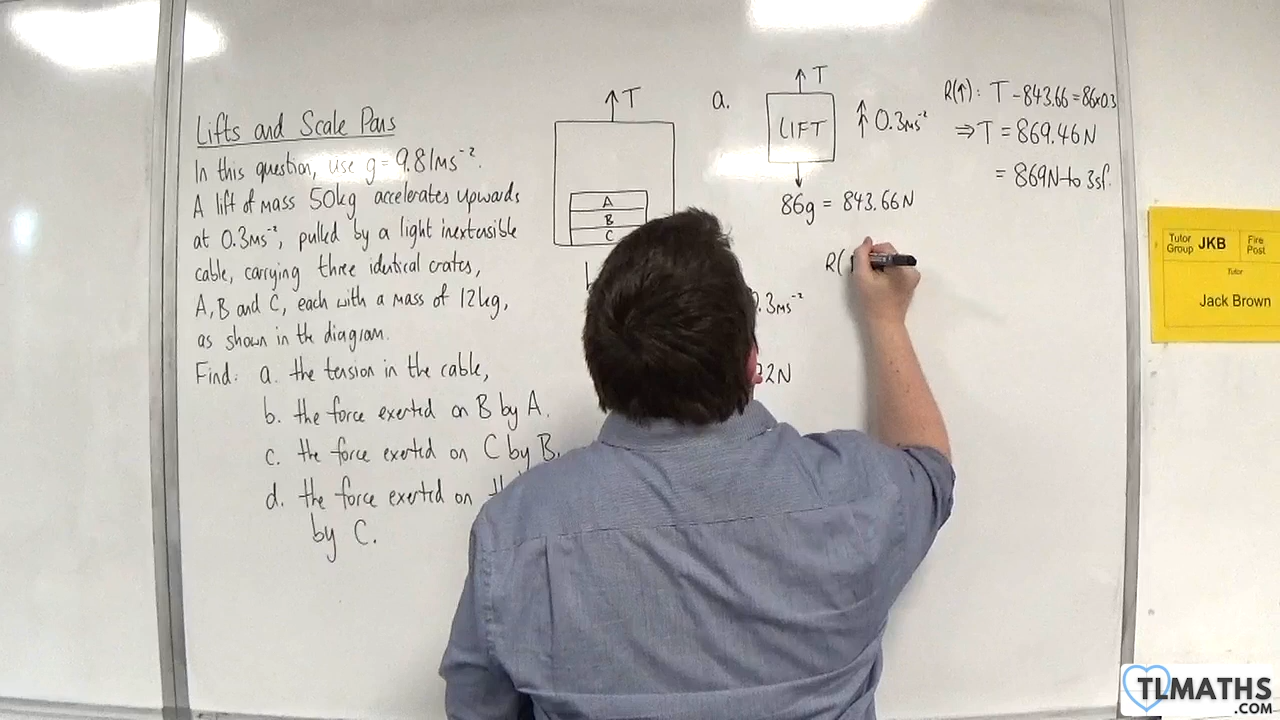 Lifts and Scale Pans
In this question, use g = 9.81ms⁻².
A lift of mass 50kg accelerates upwards
at 0.3ms⁻², pulled by a light inextensible
cable, carrying three identical crates,
A, B and C, each with a mass of 12kg,
as shown in the diagram.
Find: a. the tension in the cable,
b. the force exerted on B by A.
c. the force exerted on C by B.
d. the force exerted on
by C.
T
A
B
C
a.
T
LIFT
0.3ms⁻²
86g = 843.66N
R(↑): T - 843.66 = 86×0.3
⇒ T = 869.46N
= 869N to 3sf.
R(
.3ms⁻²
2N
Tutor Group JKB
Fire Post
Tutor
Jack Brown
TLMATHS
.COM